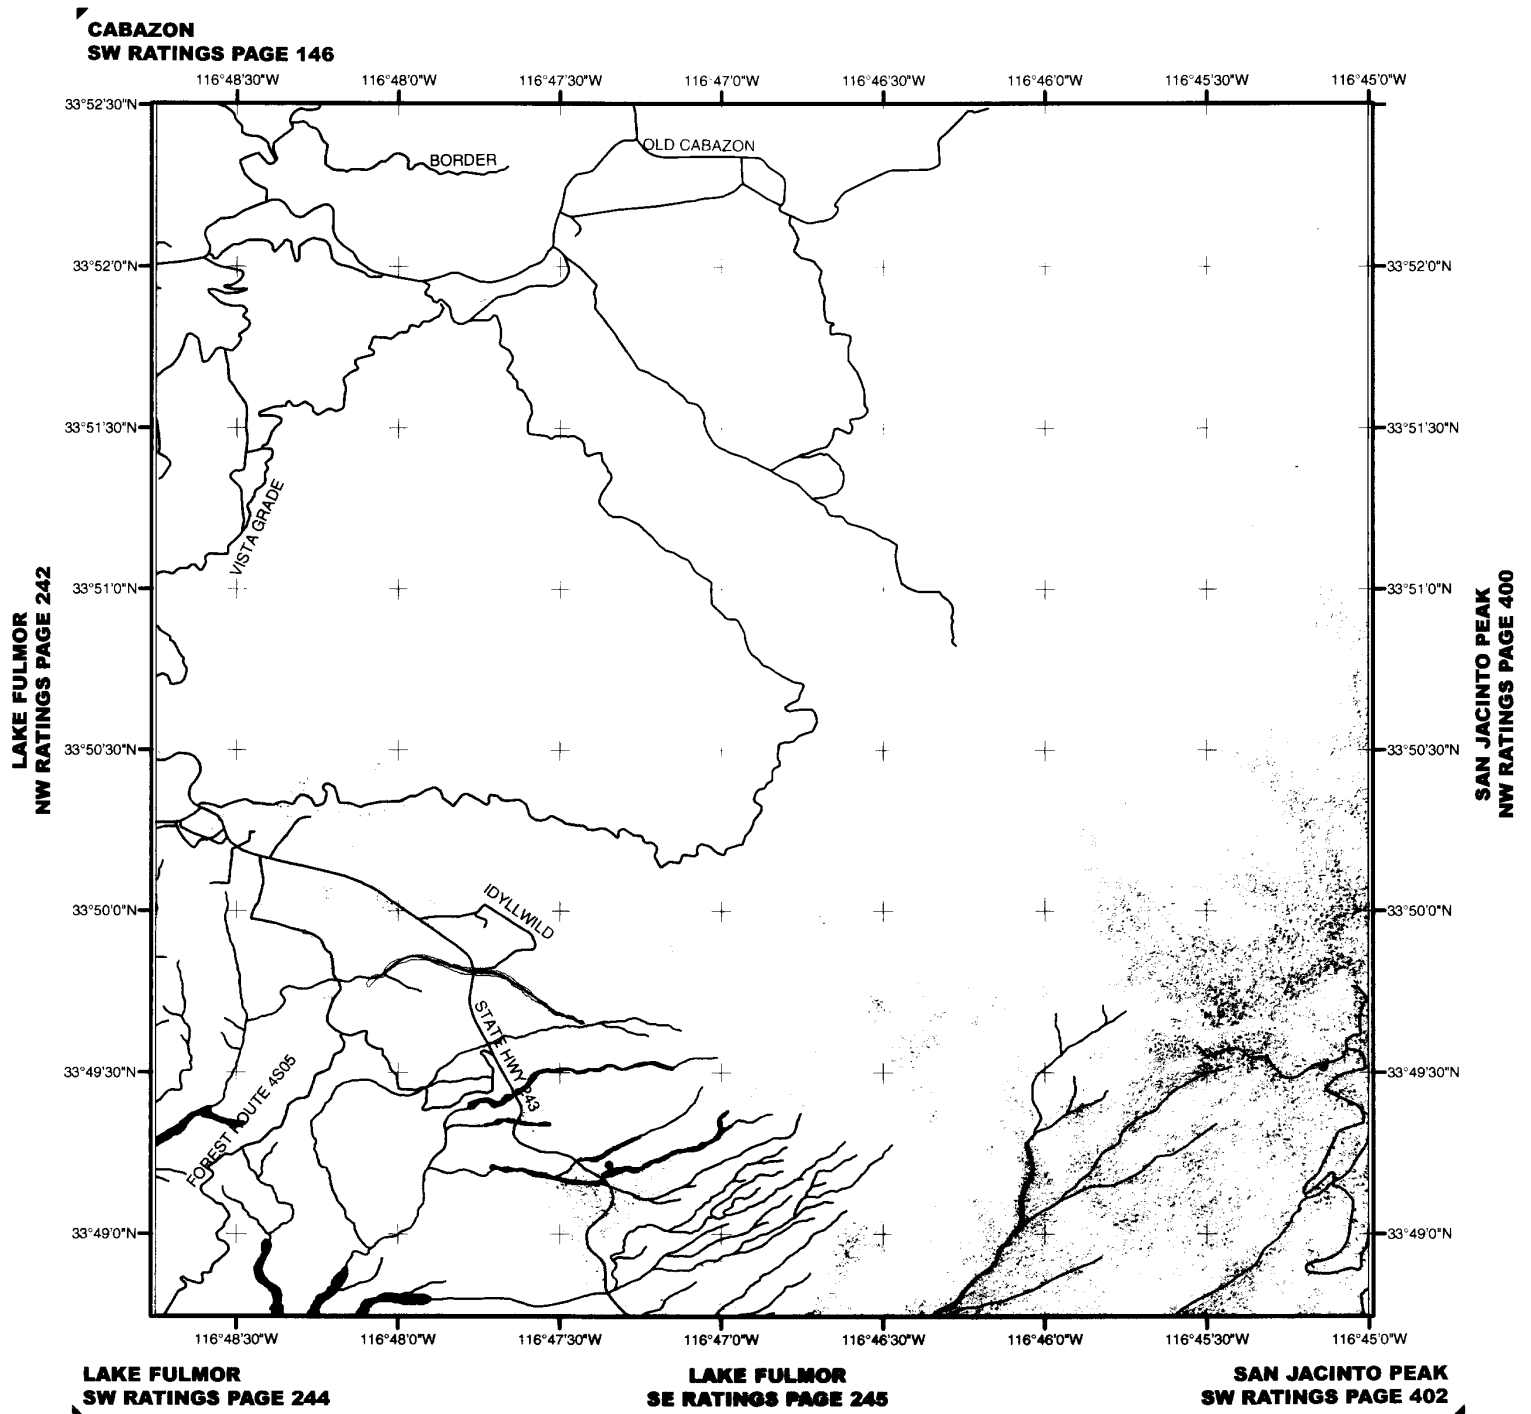 CABAZON
SW RATINGS PAGE 146
116°48'30"W 116°48'0"W 116°47'30"W 116°47'0"W 116°46'30"W 116°46'0"W 116°45'30"W 116°45'0"W
33°52'30"N
OLD CABAZON
BORDER
33°52'0"N 33°52'0"N
33°51'30"N 33°51'30"N
VISTA GRADE
33°51'0"N 33°51'0"N
LAKE FULMOR
NW RATINGS PAGE 242
SAN JACINTO PEAK
NW RATINGS PAGE 400
33°50'30"N 33°50'30"N
IDYLLWILD
33°50'0"N 33°50'0"N
STATE HWY 243
33°49'30"N 33°49'30"N
FOREST ROUTE 4S05
33°49'0"N 33°49'0"N
116°48'30"W 116°48'0"W 116°47'30"W 116°47'0"W 116°46'30"W 116°46'0"W 116°45'30"W 116°45'0"W
LAKE FULMOR
SW RATINGS PAGE 244
LAKE FULMOR
SE RATINGS PAGE 245
SAN JACINTO PEAK
SW RATINGS PAGE 402